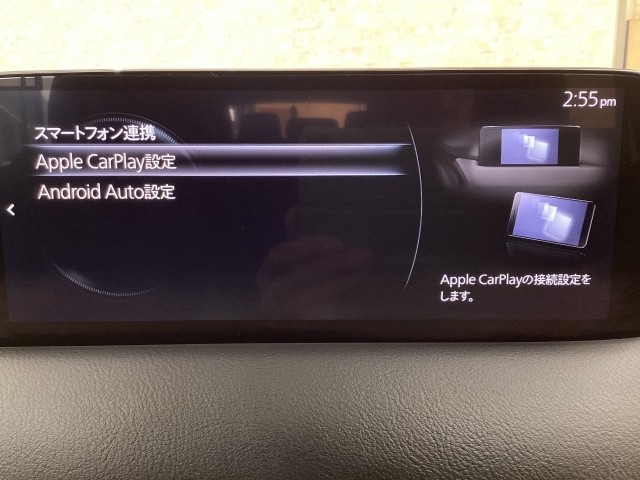 2:55pm
スマートフォン連携
Apple CarPlay設定
Android Auto設定
Apple CarPlayの接続設定を
します。